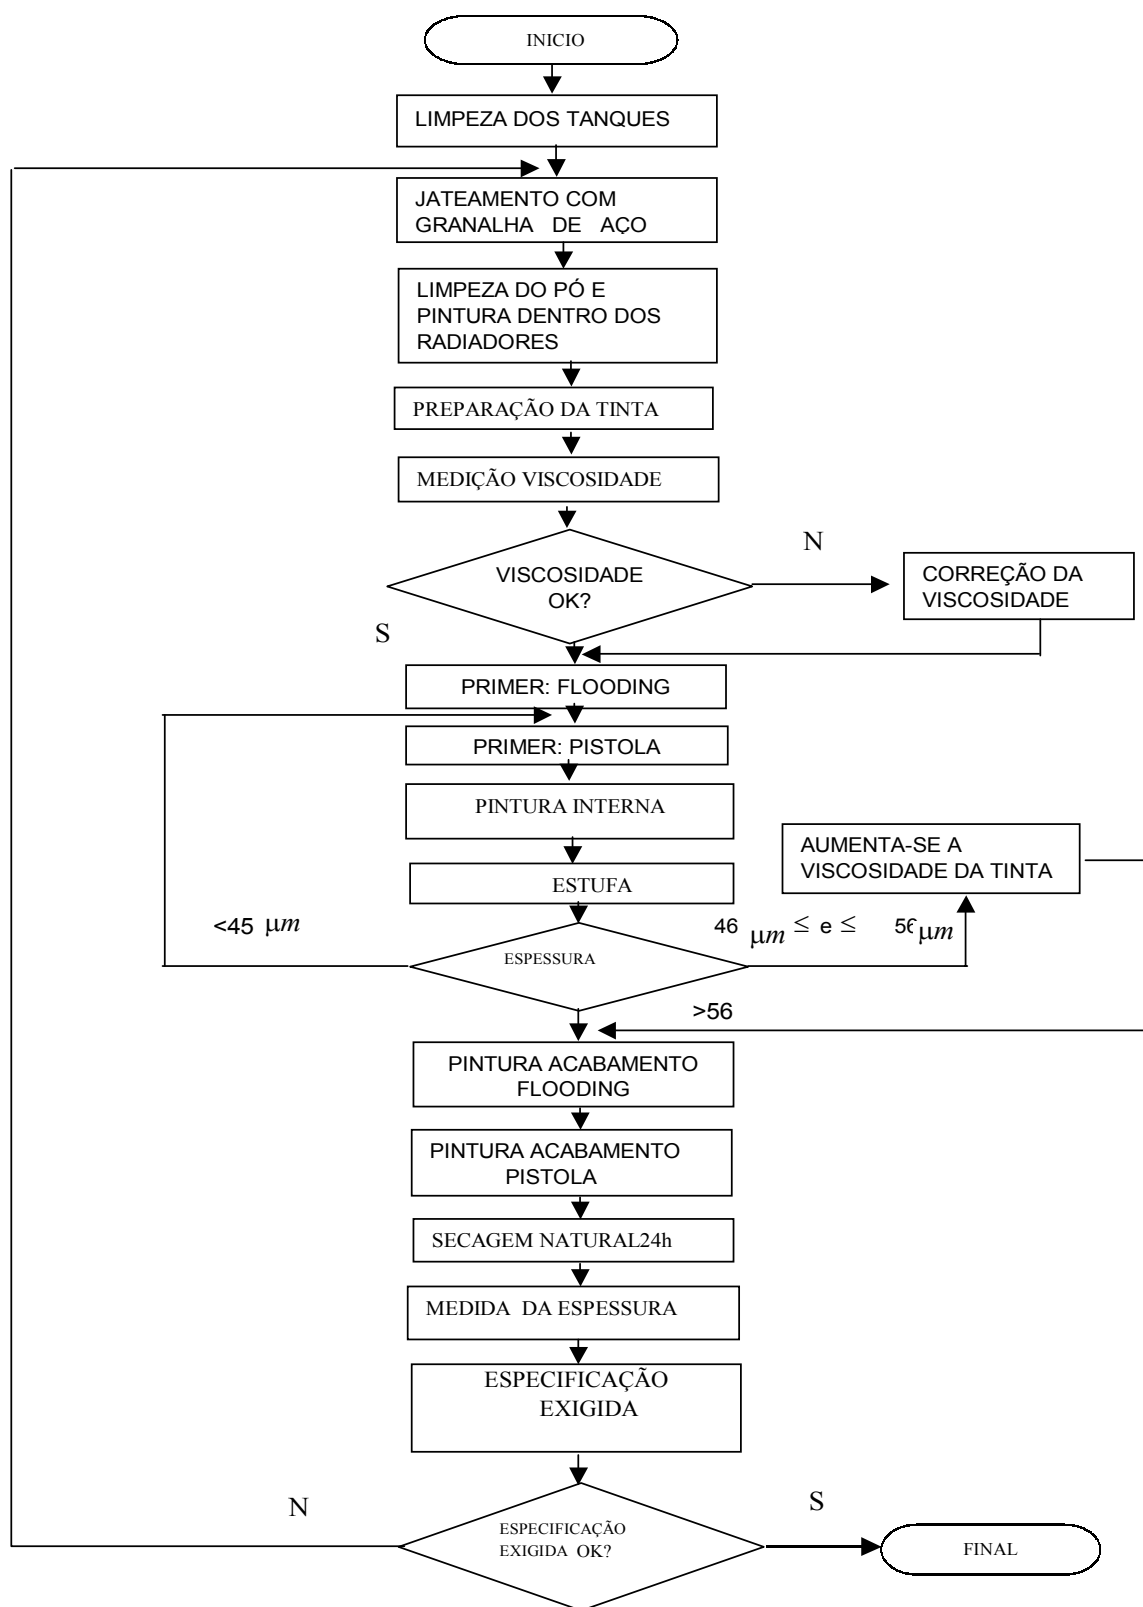 INICIO
LIMPEZA DOS TANQUES
JATEAMENTO COM
GRANALHA DE AÇO
LIMPEZA DO PÓ E
PINTURA DENTRO DOS
RADIADORES
PREPARAÇÃO DA TINTA
MEDIÇÃO VISCOSIDADE
N
VISCOSIDADE
OK?
CORREÇÃO DA
VISCOSIDADE
S
PRIMER: FLOODING
PRIMER: PISTOLA
PINTURA INTERNA
AUMENTA-SE A
VISCOSIDADE DA TINTA
ESTUFA
<45 μm
46 μm ≤ e ≤ 56 μm
ESPESSURA
>56
PINTURA ACABAMENTO
FLOODING
PINTURA ACABAMENTO
PISTOLA
SECAGEM NATURAL24h
MEDIDA DA ESPESSURA
ESPECIFICAÇÃO
EXIGIDA
N
S
ESPECIFICAÇÃO
EXIGIDA OK?
FINAL